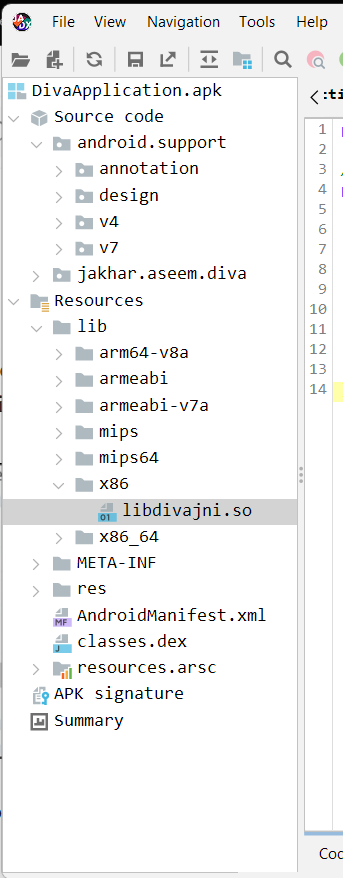 File View Navigation Tools Help
DivaApplication.apk
Source code
android.support
annotation
design
v4
v7
jakhar.aseem.diva
Resources
lib
arm64-v8a
armeabi
armeabi-v7a
mips
mips64
x86
libdivajni.so
x86_64
META-INF
res
AndroidManifest.xml
classes.dex
resources.arsc
APK signature
Summary
1
2
3
4
5
6
7
8
9
10
11
12
13
14